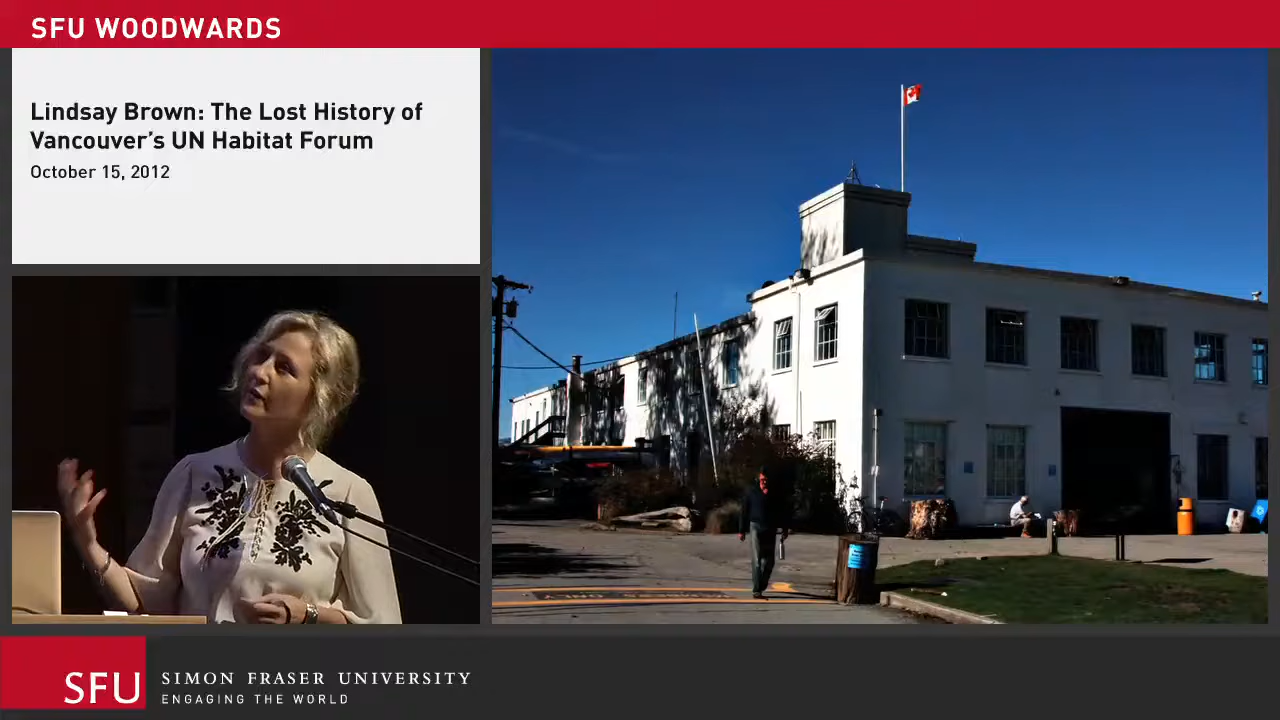 SFU WOODWARDS
Lindsay Brown: The Lost History of
Vancouver's UN Habitat Forum
October 15, 2012
SFU
SIMON FRASER UNIVERSITY
ENGAGING THE WORLD